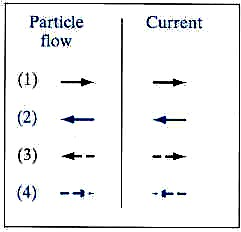 Particle flow Current
(1)
(2)
(3)
(4)